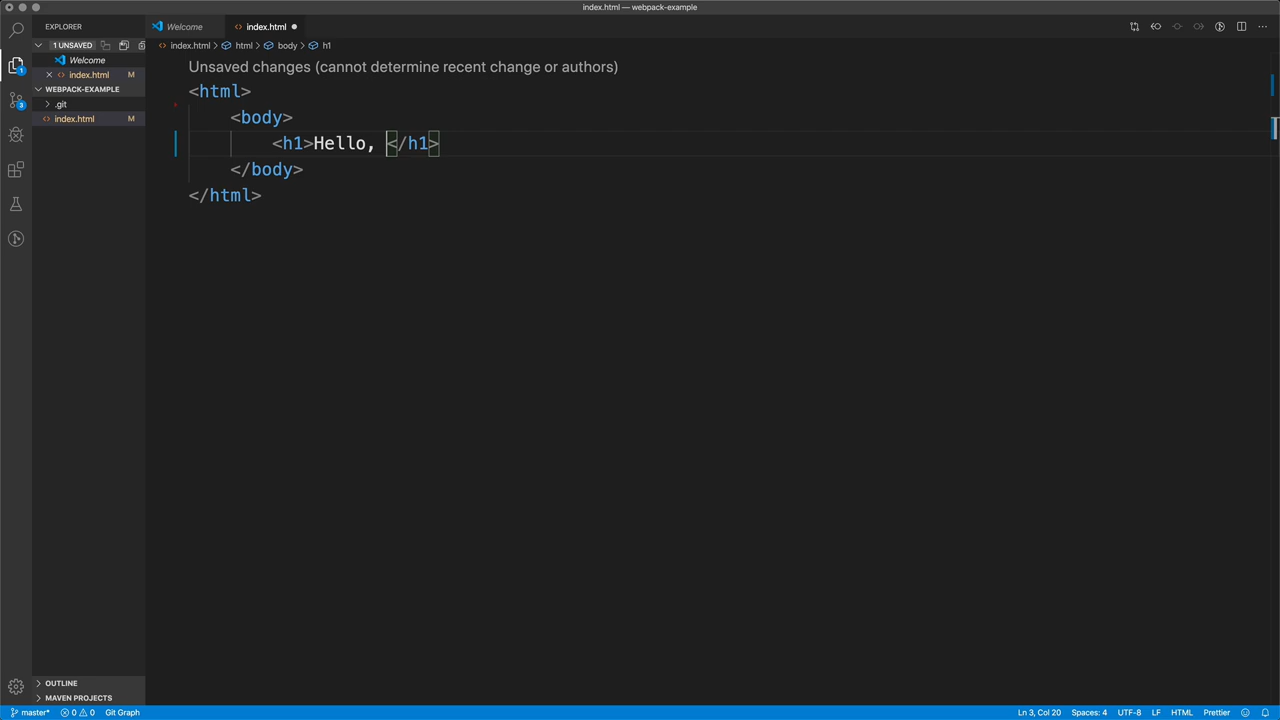 index.html — webpack-example
EXPLORER
1 UNSAVED
Welcome
index.html M
WEBPACK-EXAMPLE
.git
index.html M
OUTLINE
MAVEN PROJECTS
1
3
Welcome
index.html
index.html > html > body > h1
Unsaved changes (cannot determine recent change or authors)
<html>
<body>
<h1>Hello, </h1>
</body>
</html>
master* 0 0 Git Graph
Ln 3, Col 20 Spaces: 4 UTF-8 LF HTML Prettier